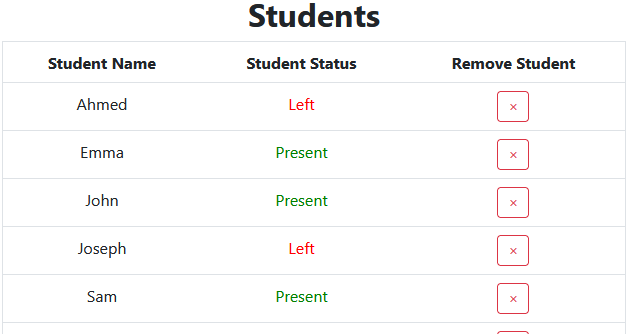 Students
Student Name Student Status Remove Student
Ahmed Left ×
Emma Present ×
John Present ×
Joseph Left ×
Sam Present ×